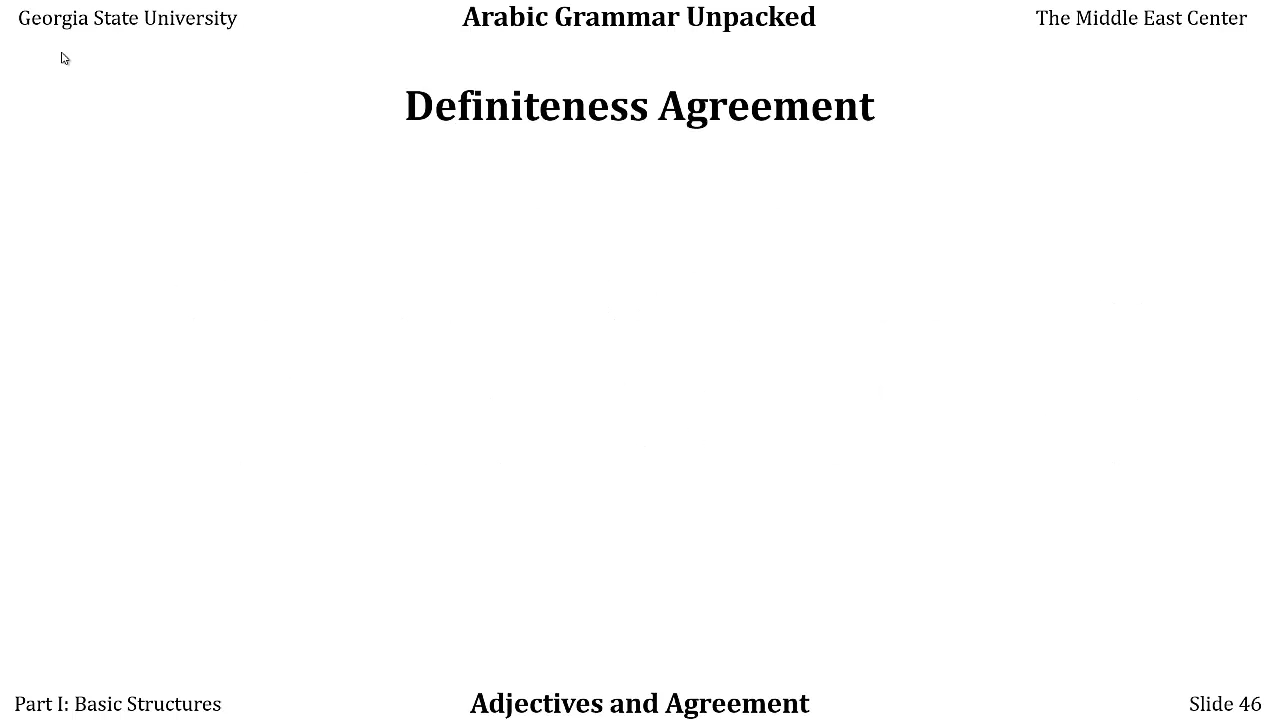 Georgia State University
Arabic Grammar Unpacked
The Middle East Center
Definiteness Agreement
Part I: Basic Structures
Adjectives and Agreement
Slide 46